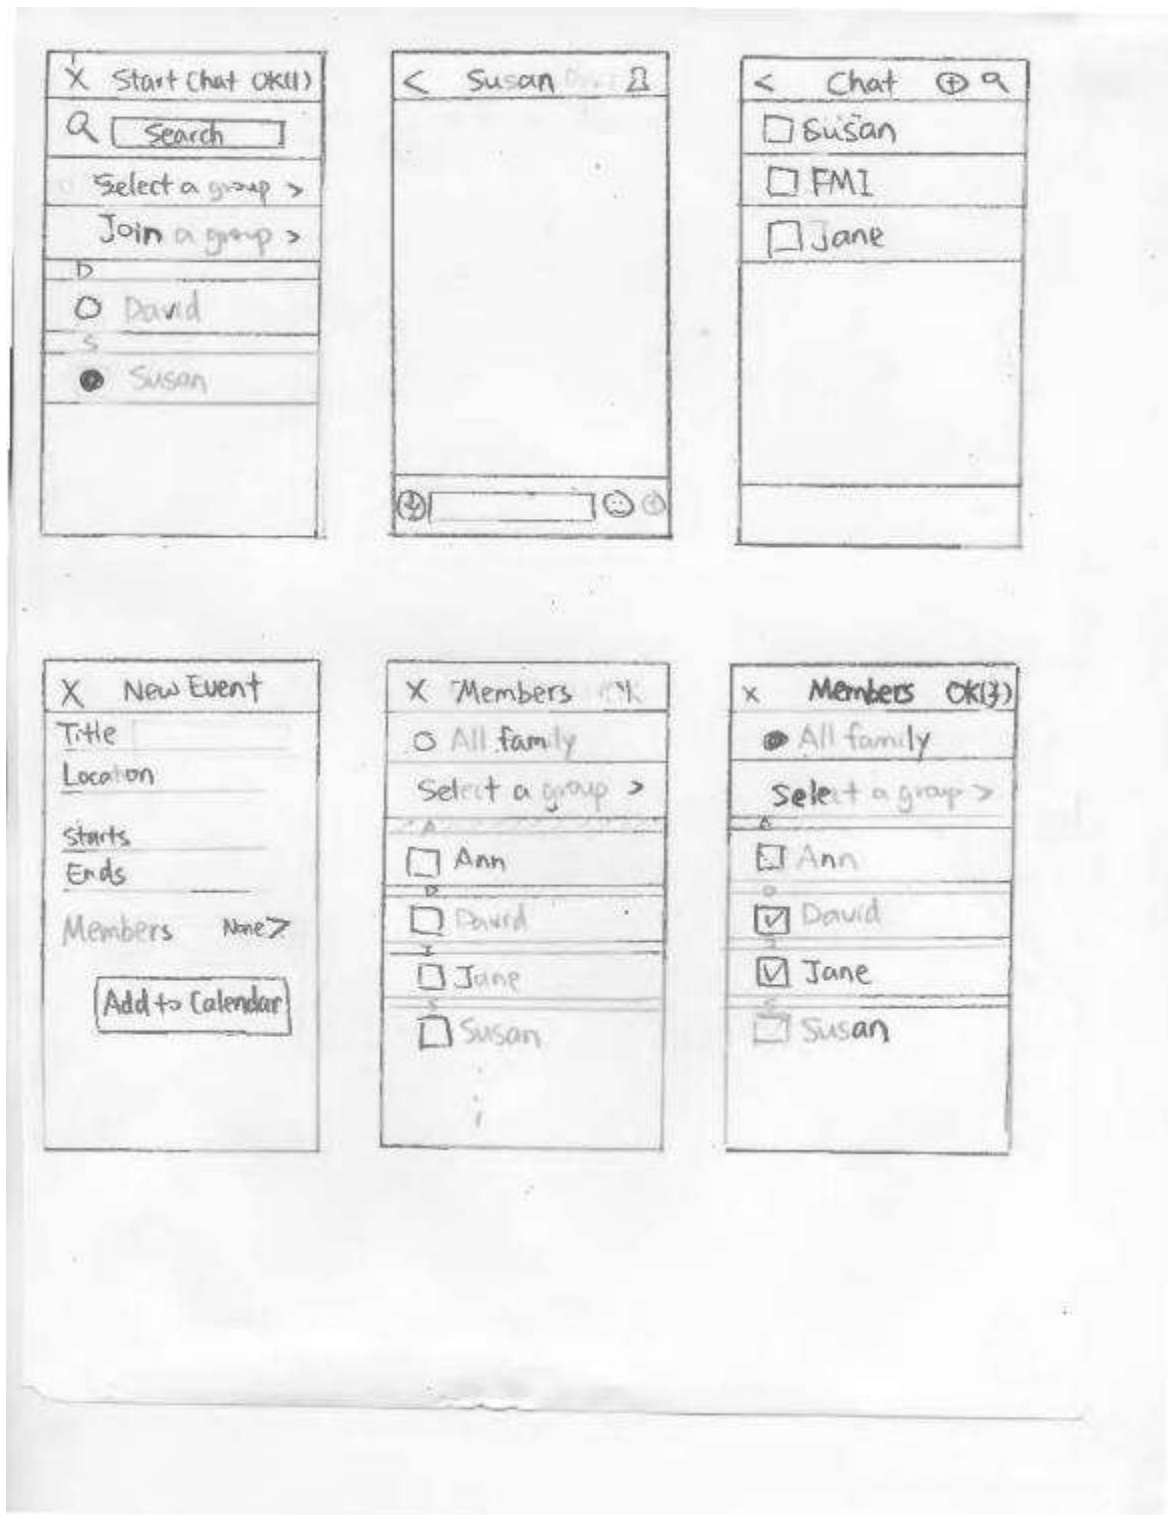 X Start Chat OK(1)
Search
Select a group >
Join a group >
D
David
S
Susan
< Susan
< Chat
Susan
FMI
Jane
X New Event
Title
Location
Starts
Ends
Members None >
Add to Calendar
X Members
All family
Select a group >
A
Ann
D
David
J
Jane
S
Susan
X Members OK(3)
All family
Select a group >
A
Ann
D
David
J
Jane
S
Susan